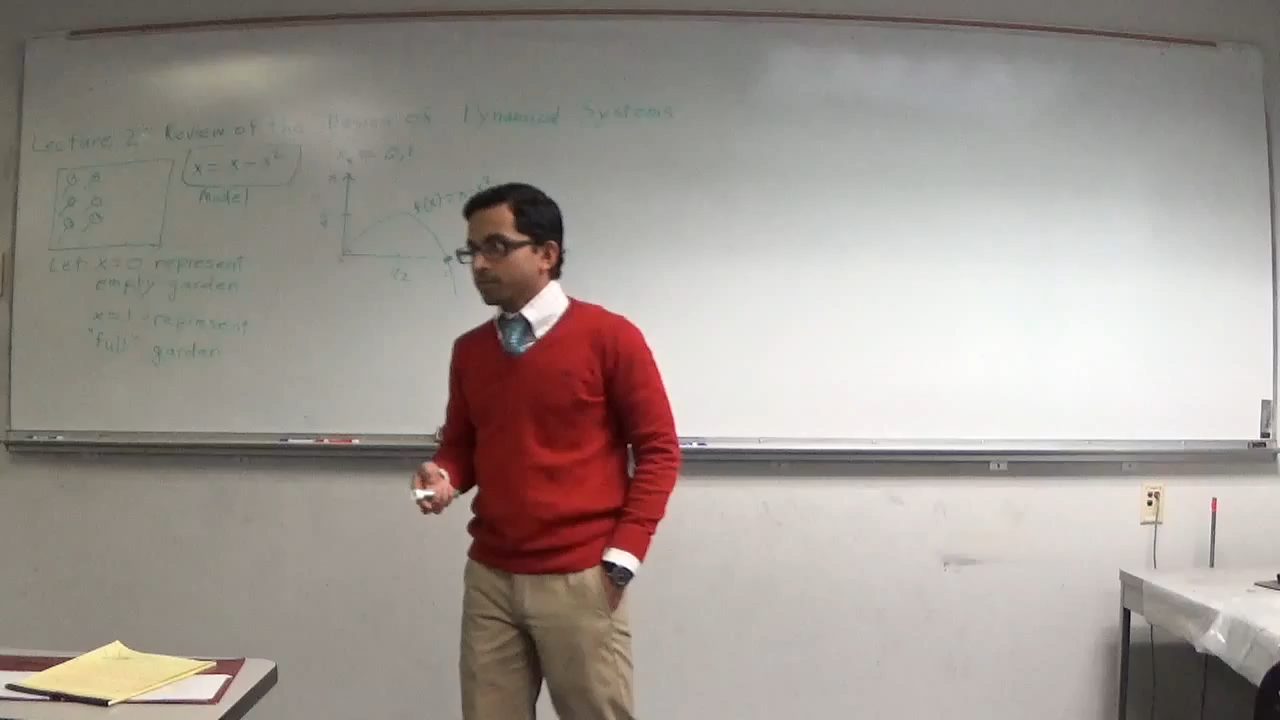 Lecture 2: Review of the Power of Dynamical Systems
x = x - x²
Model
x* = 0,1
f(x) = x - x²
1/2
Let x=0 represent
empty garden
x=1 represent
"full" garden